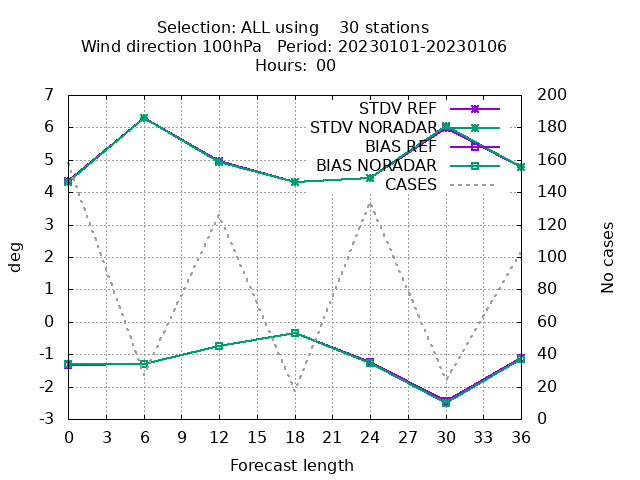 Selection: ALL using    30 stations
Wind direction 100hPa   Period: 20230101-20230106
Hours: 00
7
6
5
4
3
2
1
0
-1
-2
-3
deg
STDV REF
STDV NORADAR
BIAS REF
BIAS NORADAR
CASES
200
180
160
140
120
100
80
60
40
20
0
No cases
0 3 6 9 12 15 18 21 24 27 30 33 36
Forecast length